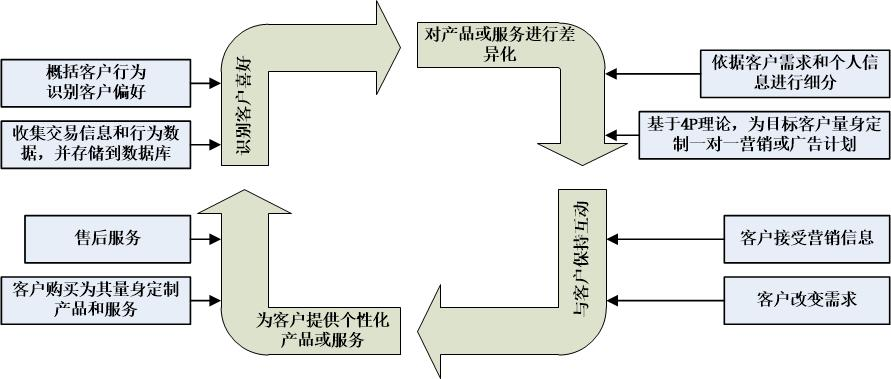 概括客户行为
识别客户偏好
收集交易信息和行为数
据，并存储到数据库
识别客户喜好
对产品或服务进行差
异化
依据客户需求和个人信
息进行细分
基于4P理论，为目标客户量身定
制一对一营销或广告计划
与客户保持互动
客户接受营销信息
客户改变需求
为客户提供个性化
产品或服务
售后服务
客户购买为其量身定制
产品和服务